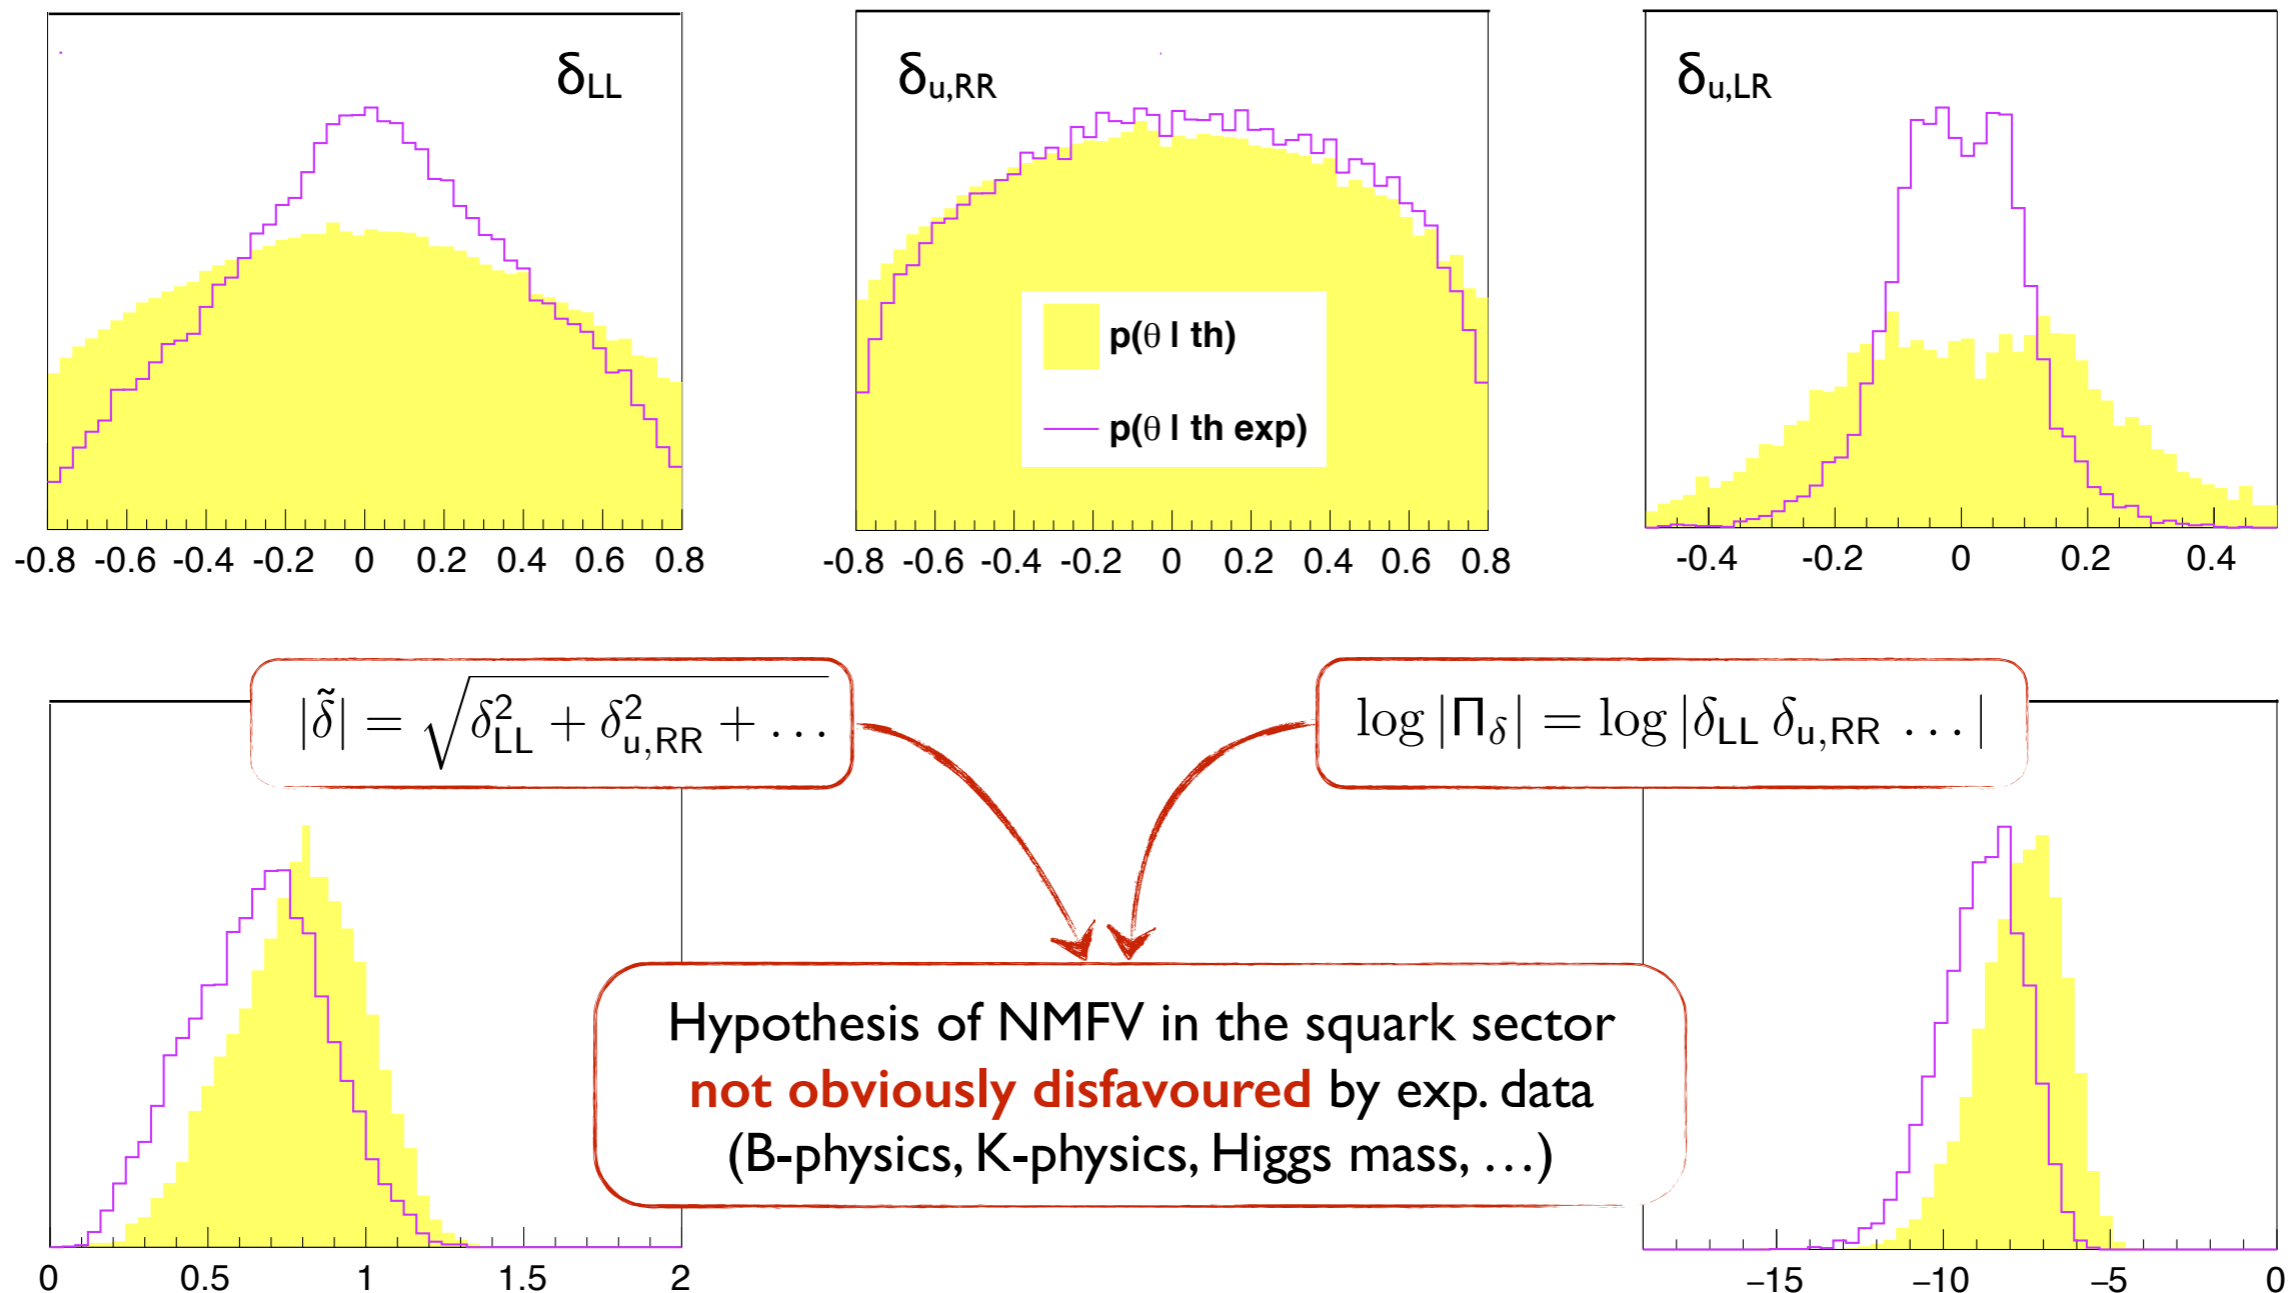 δLL
δu,RR
δu,LR
p(θ | th)
p(θ | th exp)
-0.8 -0.6 -0.4 -0.2 0 0.2 0.4 0.6 0.8
-0.8 -0.6 -0.4 -0.2 0 0.2 0.4 0.6 0.8
-0.4 -0.2 0 0.2 0.4
|δ̃| = √(δ²LL + δ²u,RR + …)
log |Πδ| = log |δLL δu,RR …|
Hypothesis of NMFV in the squark sector
not obviously disfavoured by exp. data
(B-physics, K-physics, Higgs mass, …)
0 0.5 1 1.5 2
−15 −10 −5 0